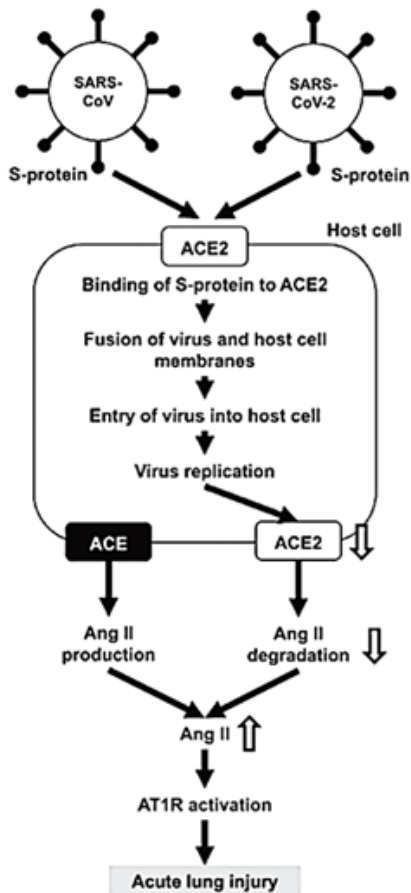 SARS-
CoV
SARS-
CoV-2
S-protein
S-protein
Host cell
ACE2
Binding of S-protein to ACE2
Fusion of virus and host cell
membranes
Entry of virus into host cell
Virus replication
ACE
ACE2
Ang II
production
Ang II
degradation
Ang II
AT1R activation
Acute lung injury